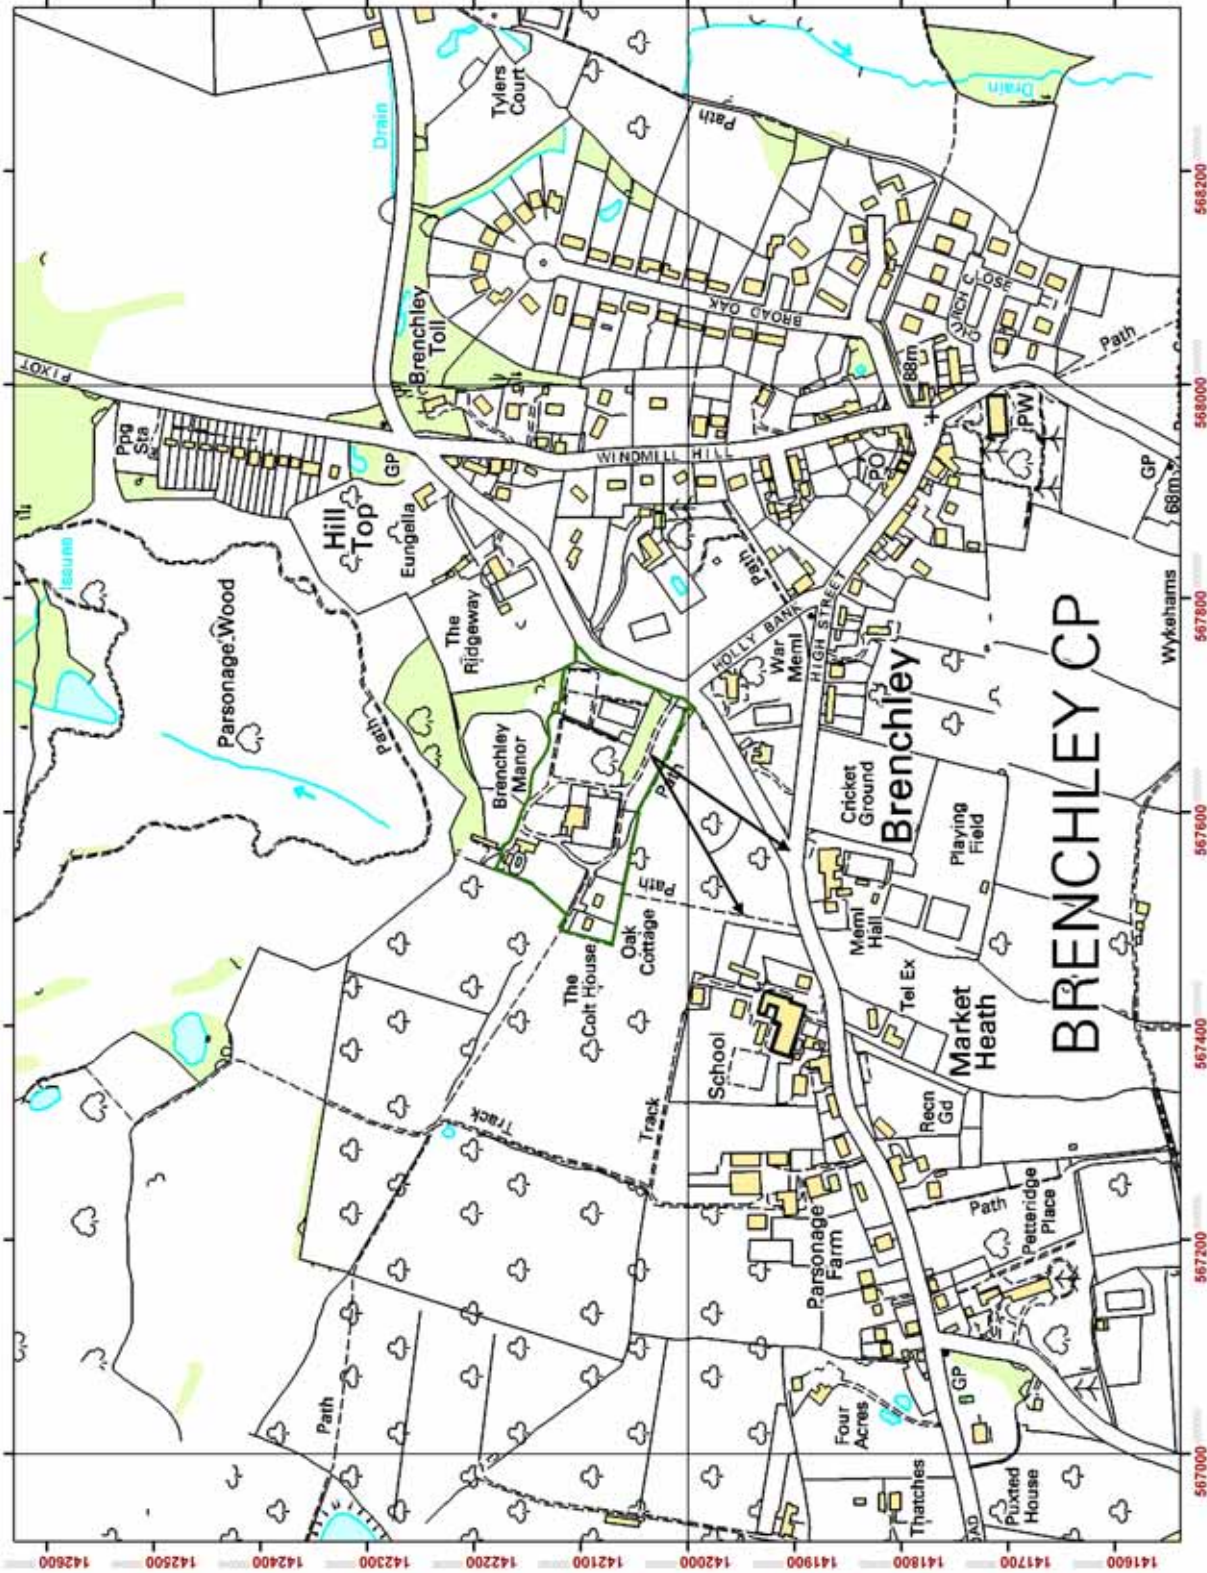 PIXOT
Ppg
Sta
GP
Hill
Top
Eungella
The
Ridgeway
Issues
Parsonage Wood
Path
Brenchley
Manor
Drain
Brenchley
Toll
Tylers
Court
Path
Drain
BROAD OAK
WINDMILL HILL
CHURCH C
LOSE
88m
PO
PW
Path
GP
68m
Wykehams
Path
HOLLY BANK
HIGH STREET
War
Meml
Brenchley
Cricket
Ground
Playing
Field
Meml
Hall
Path
Path
The
Colt House
Oak
Cottage
BRENCHLEY CP
Tel Ex
Market
Heath
School
Track
Track
Recn
Gd
Parsonage
Farm
Path
Petteridge
Place
Path
Four
Acres
GP
Thatches
Puxted
House
OAD
142600
142500
142400
142300
142200
142100
142000
141900
141800
141700
141600
567000
567200
567400
567600
567800
568000
568200